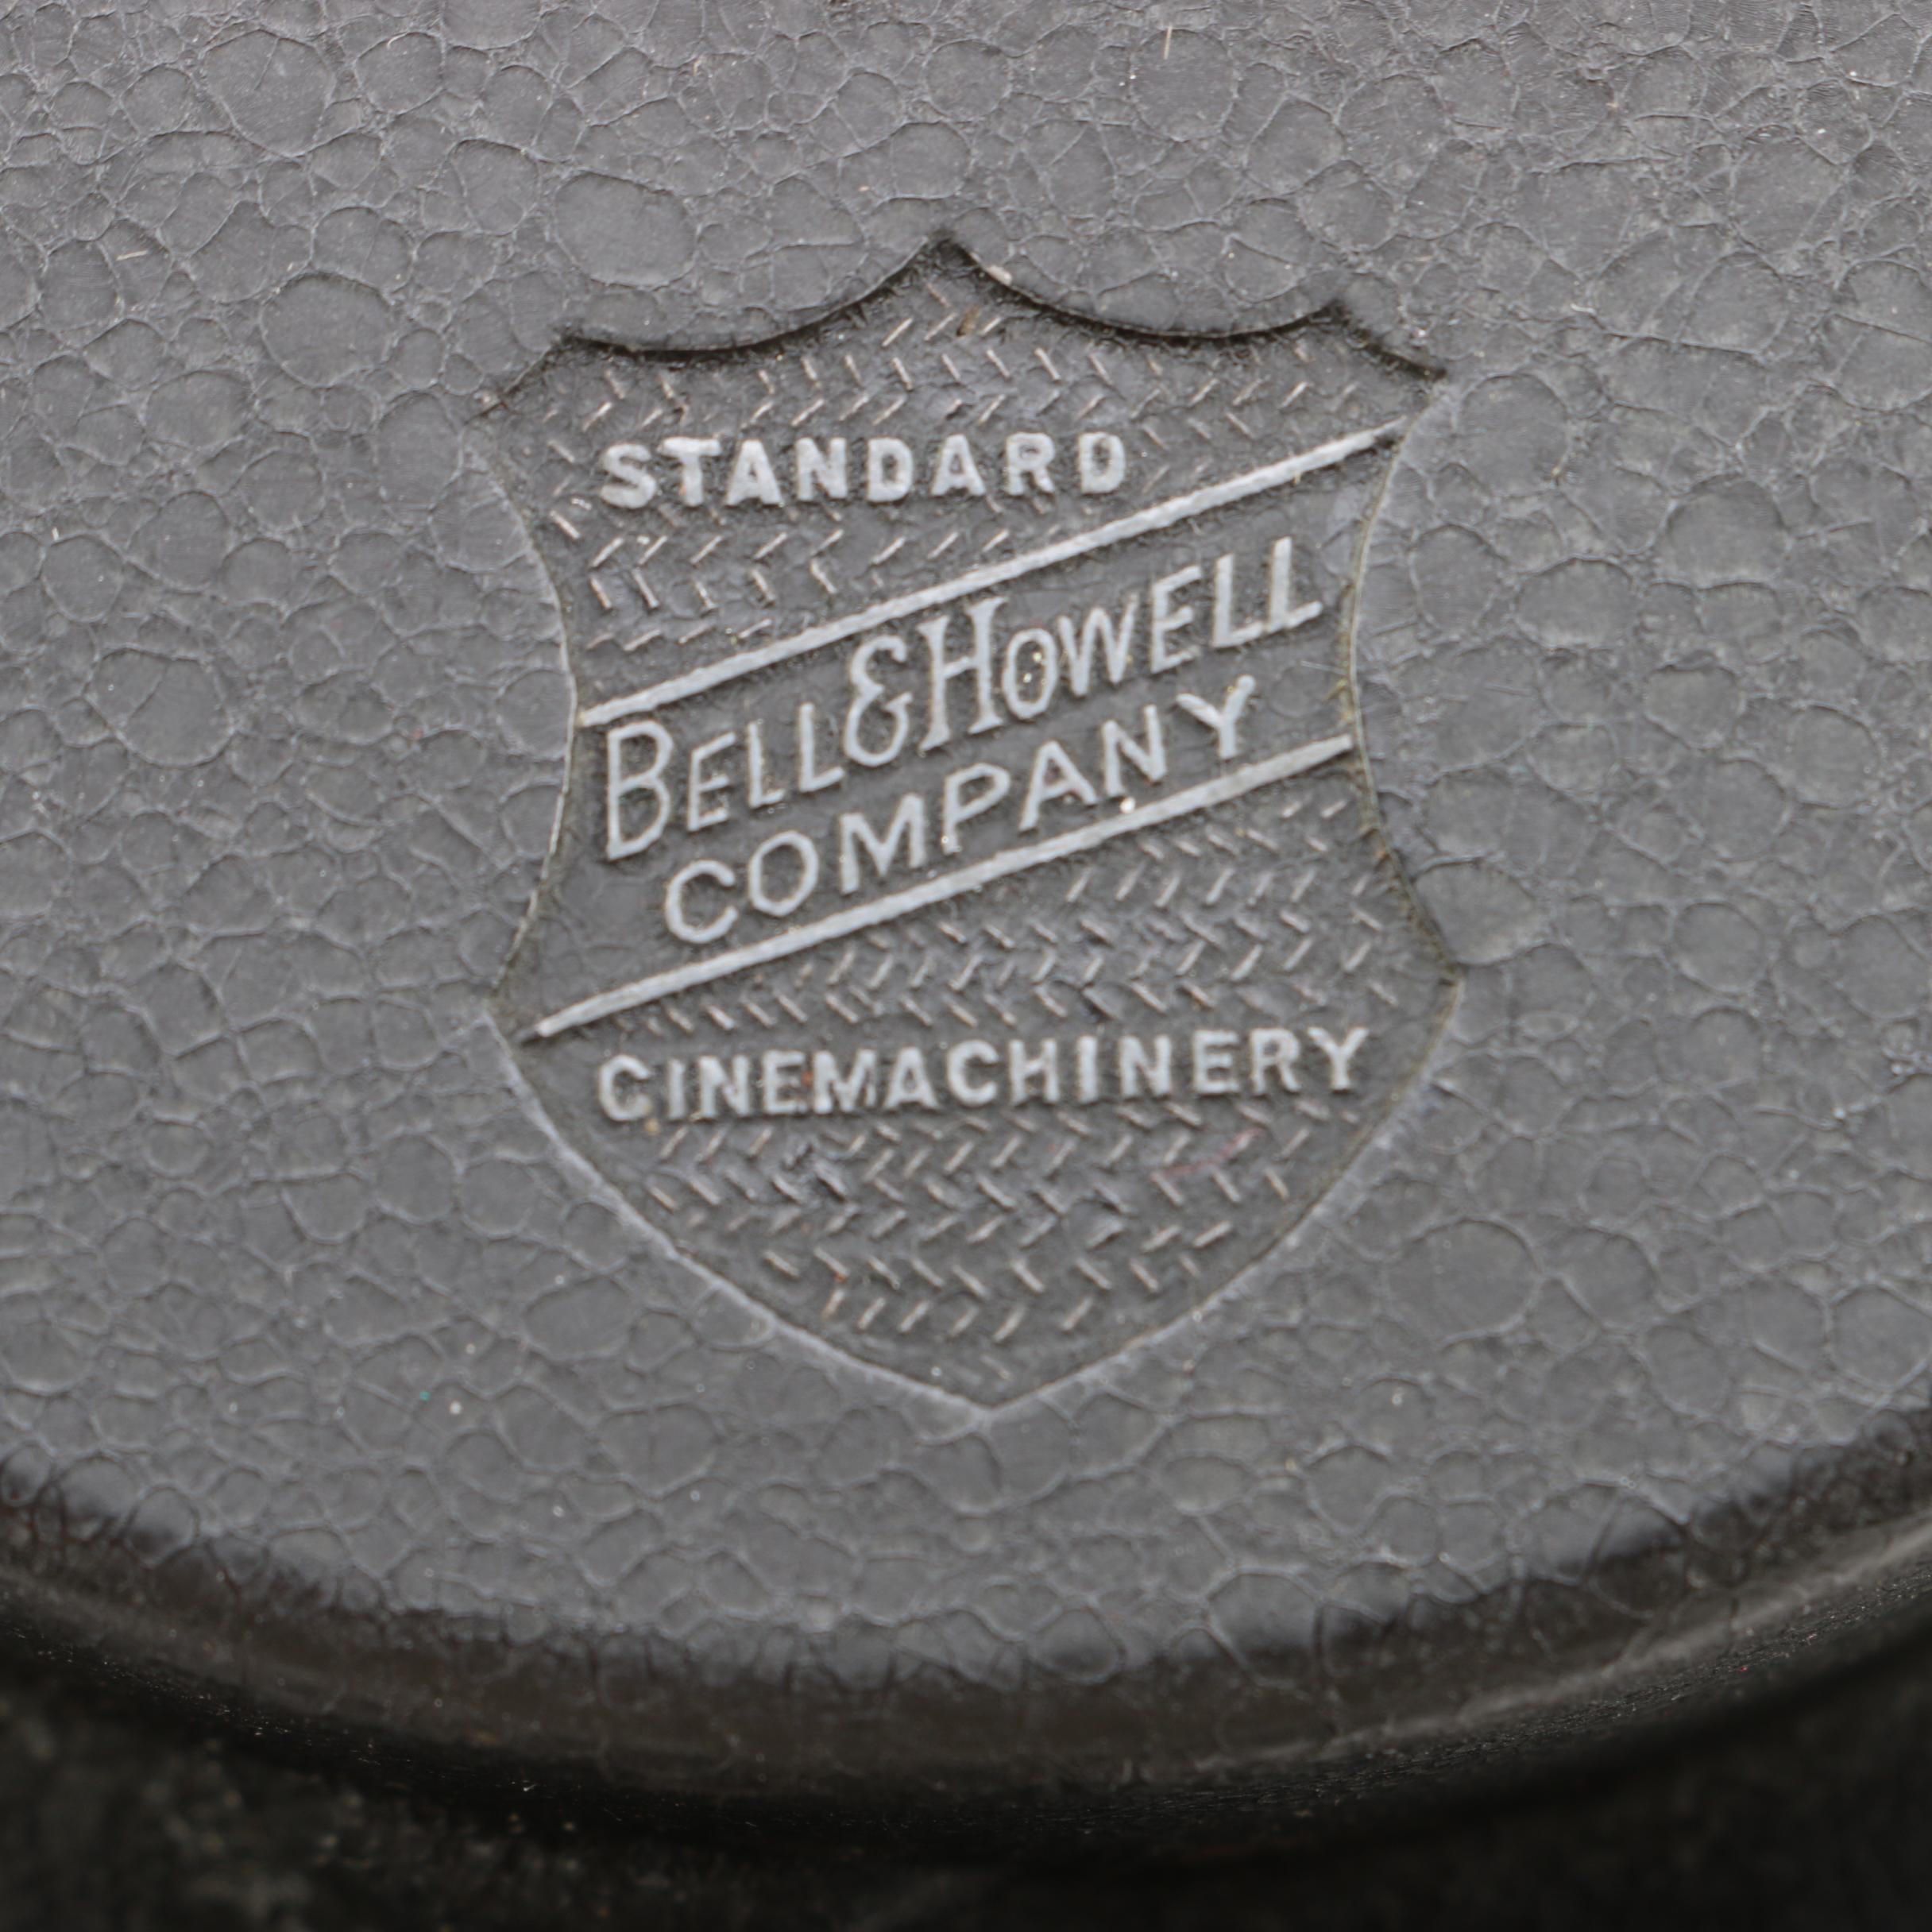 STANDARD
BELL & HOWELL
COMPANY
CINEMACHINERY